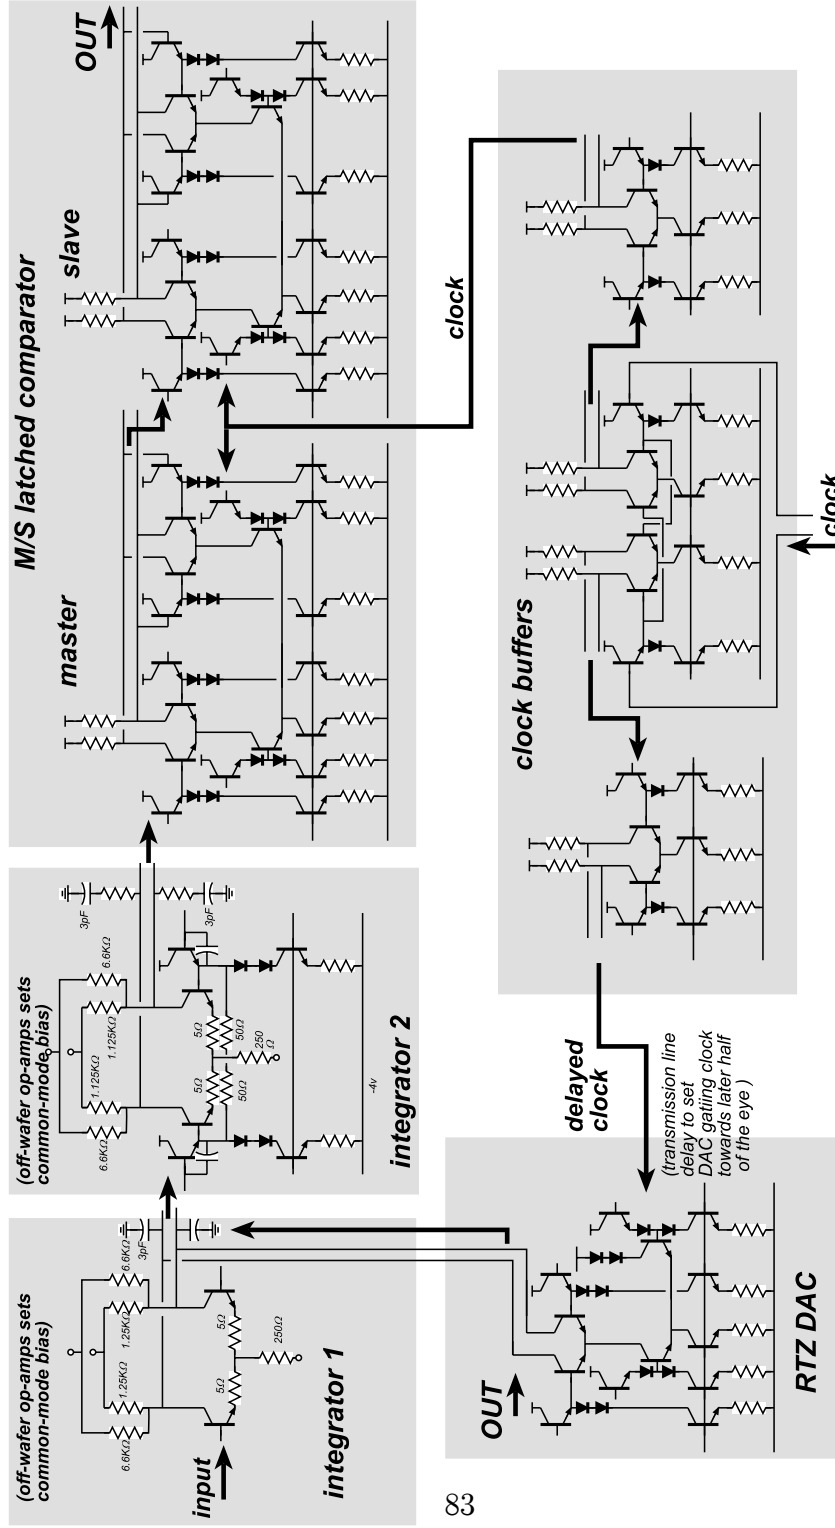 (off-wafer op-amps sets
common-mode bias)
6.6KΩ
1.25KΩ
1.25KΩ
6.6KΩ
3pF
input
5Ω
5Ω
250Ω
integrator 1
(off-wafer op-amps sets
common-mode bias)
6.6KΩ
1.125KΩ
1.125KΩ
6.6KΩ
3pF
3pF
5Ω
5Ω
50Ω
50Ω
250
Ω
-4v
integrator 2
M/S latched comparator
master
slave
OUT
clock
OUT
RTZ DAC
delayed
clock
(transmission line
delay to set
DAC gatiing clock
towards later half
of the eye )
clock buffers
clock
83